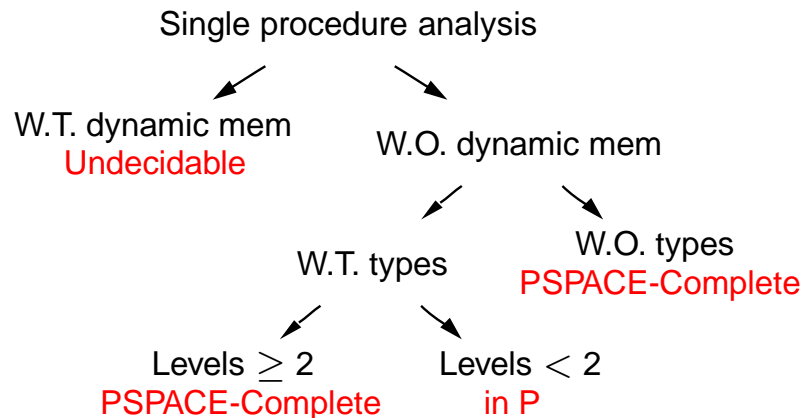 Single procedure analysis
W.T. dynamic mem
Undecidable
W.O. dynamic mem
W.T. types
W.O. types
PSPACE-Complete
Levels ≥ 2
PSPACE-Complete
Levels < 2
in P